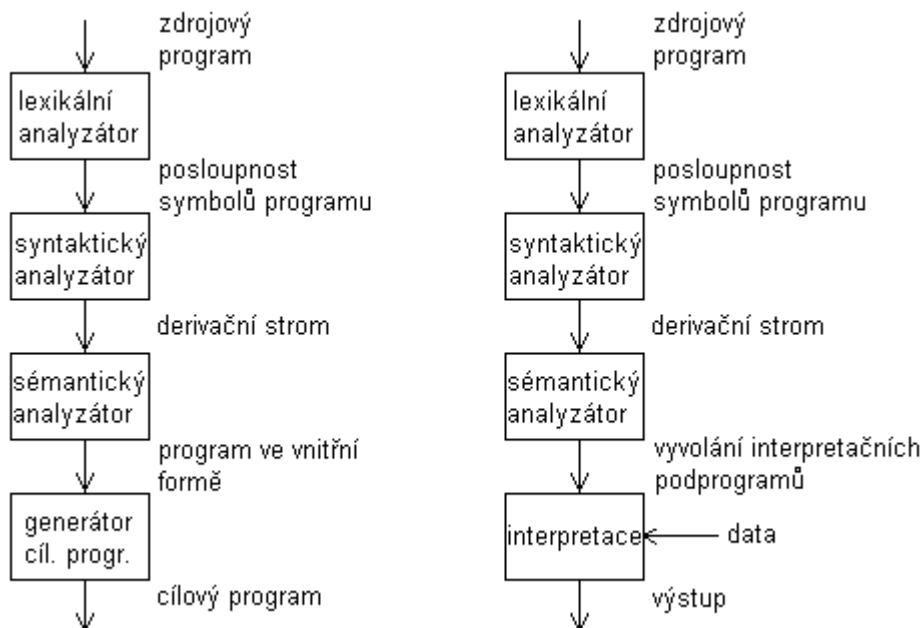 zdrojový
program
lexikální
analyzátor
posloupnost
symbolů programu
syntaktický
analyzátor
derivační strom
sémantický
analyzátor
program ve vnitřní
formě
generátor
cíl. progr.
cílový program
zdrojový
program
lexikální
analyzátor
posloupnost
symbolů programu
syntaktický
analyzátor
derivační strom
sémantický
analyzátor
vyvolání interpretačních
podprogramů
interpretace
data
výstup